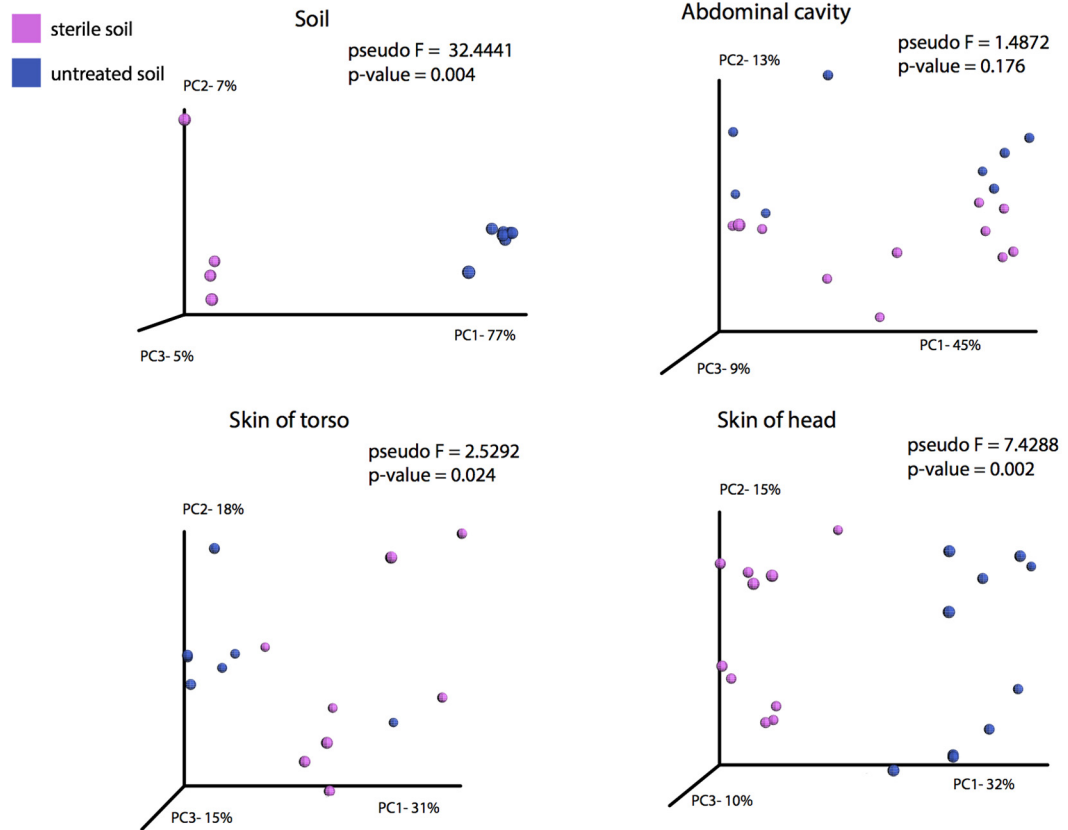 sterile soil
untreated soil
Soil
pseudo F = 32.4441
p-value = 0.004
PC2- 7%
PC1- 77%
PC3- 5%
Abdominal cavity
pseudo F = 1.4872
p-value = 0.176
PC2- 13%
PC1- 45%
PC3- 9%
Skin of torso
pseudo F = 2.5292
p-value = 0.024
PC2- 18%
PC1- 31%
PC3- 15%
Skin of head
pseudo F = 7.4288
p-value = 0.002
PC2- 15%
PC1- 32%
PC3- 10%